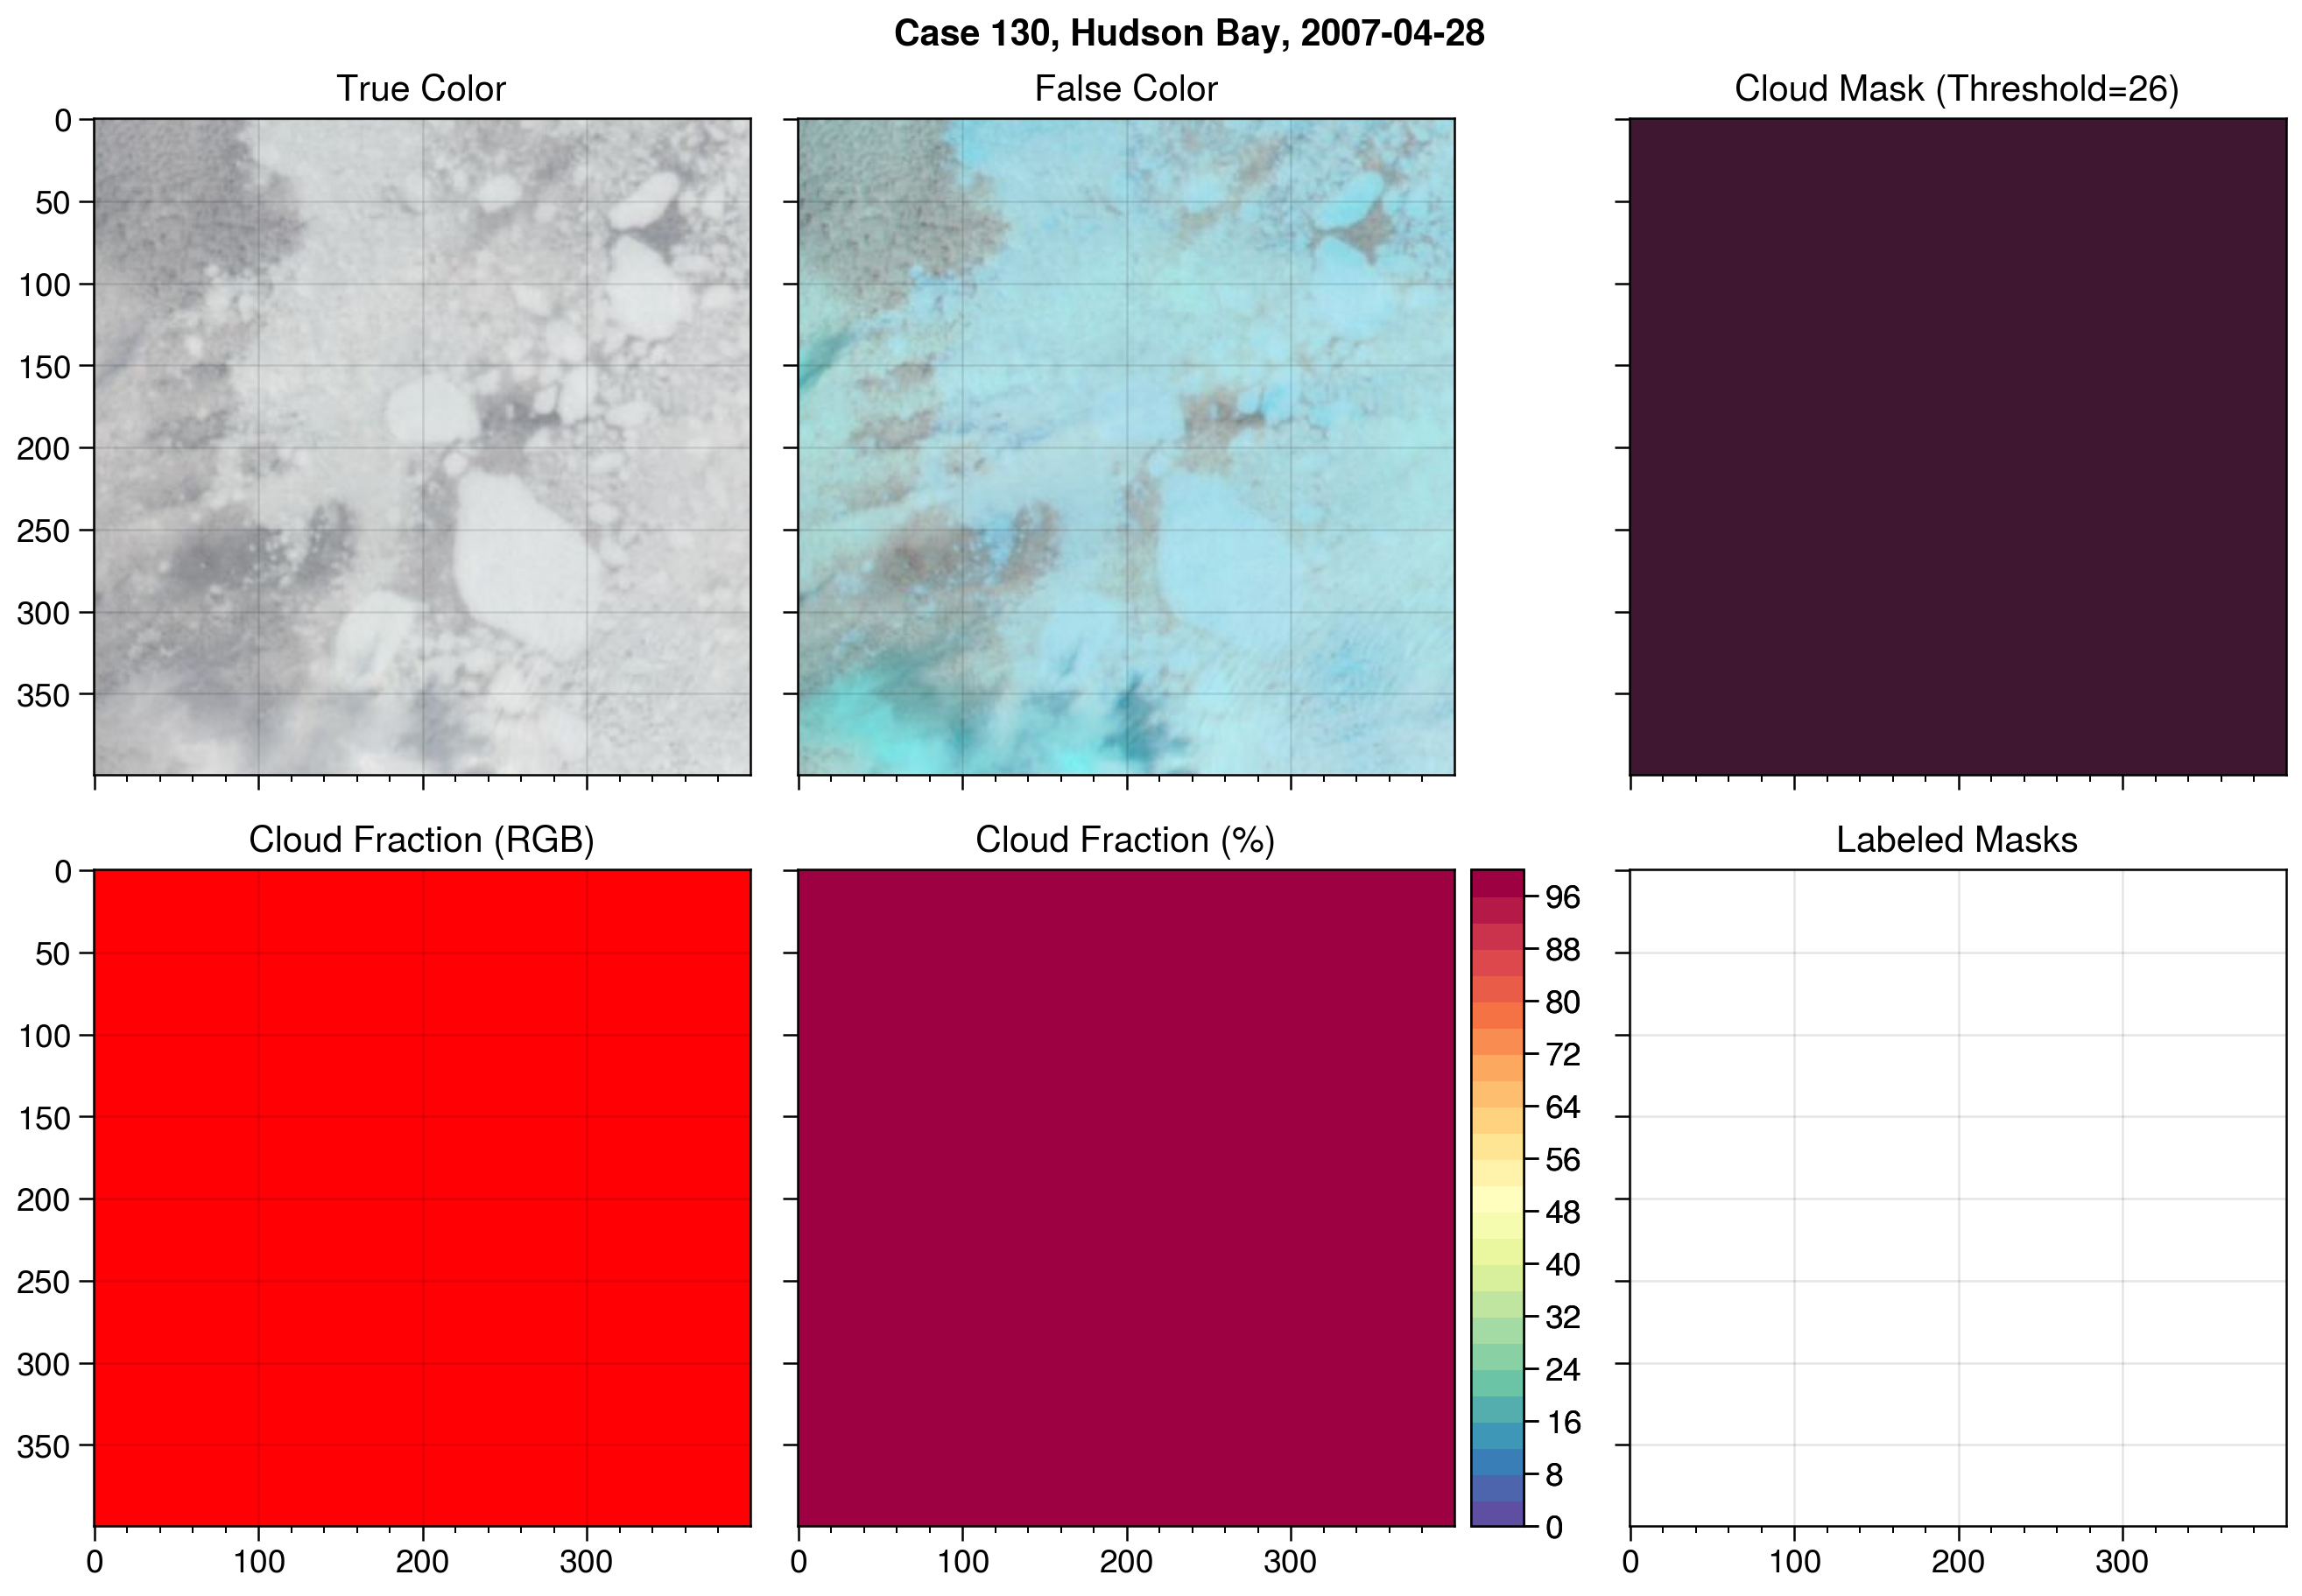 Case 130, Hudson Bay, 2007-04-28
True Color
False Color
Cloud Mask (Threshold=26)
0
50
100
150
200
250
300
350
Cloud Fraction (RGB)
Cloud Fraction (%)
Labeled Masks
0
50
100
150
200
250
300
350
96
88
80
72
64
56
48
40
32
24
16
8
0
0 100 200 300
0 100 200 300
0 100 200 300